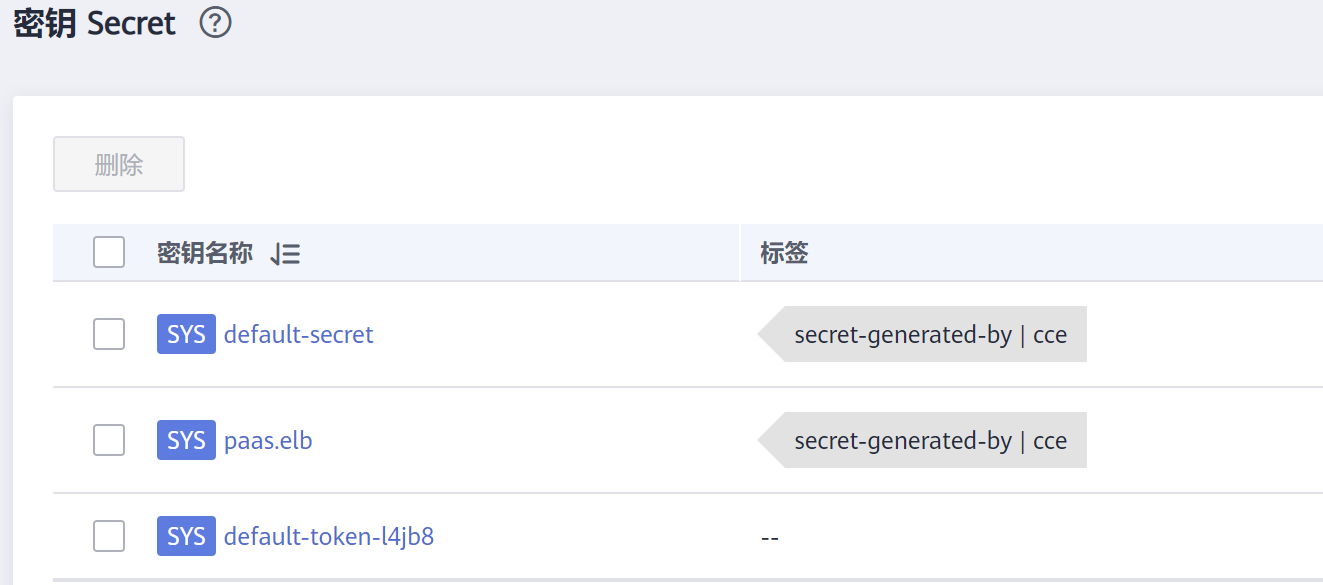 密钥 Secret ?
删除
密钥名称 标签
SYS default-secret secret-generated-by | cce
SYS paas.elb secret-generated-by | cce
SYS default-token-l4jb8 --